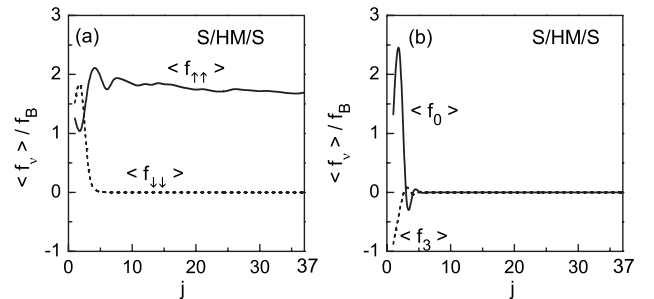 (a)
S/HM/S
< f↑↑ >
< f↓↓ >
< fν > / fB
3
2
1
0
-1
0 10 20 30 37
j
(b)
S/HM/S
< f0 >
< f3 >
< fν > / fB
3
2
1
0
-1
0 10 20 30 37
j